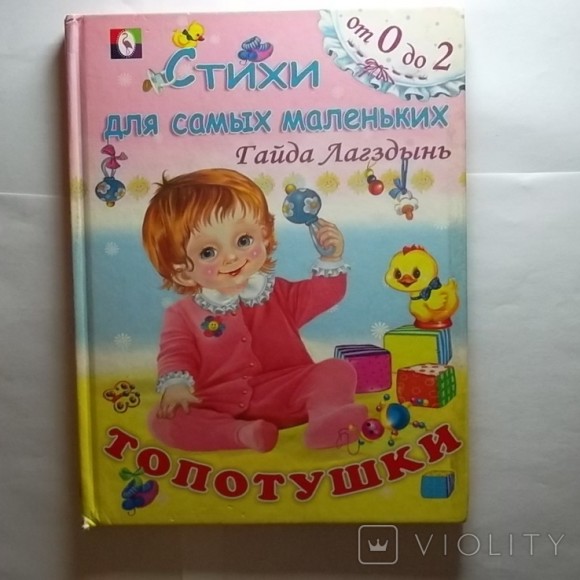 от 0 до 2
Стихи
для самых маленьких
Гайда Лагздынь
ТОПОТУШКИ
VIOLITY